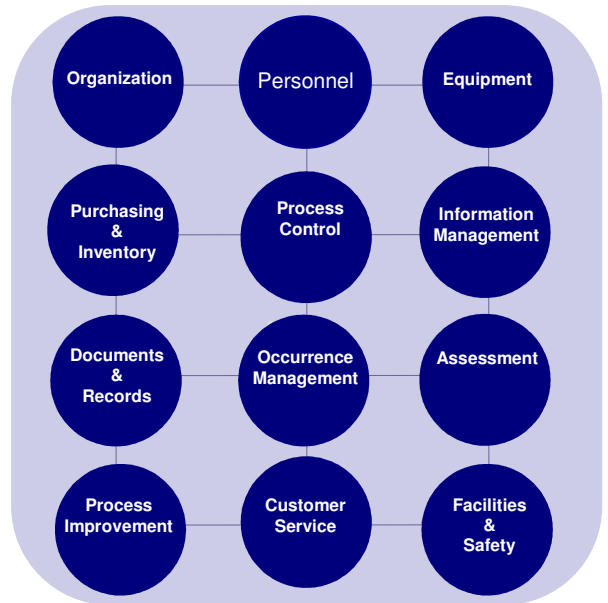 Organization
Personnel
Equipment
Purchasing
&
Inventory
Process
Control
Information
Management
Documents
&
Records
Occurrence
Management
Assessment
Process
Improvement
Customer
Service
Facilities
&
Safety